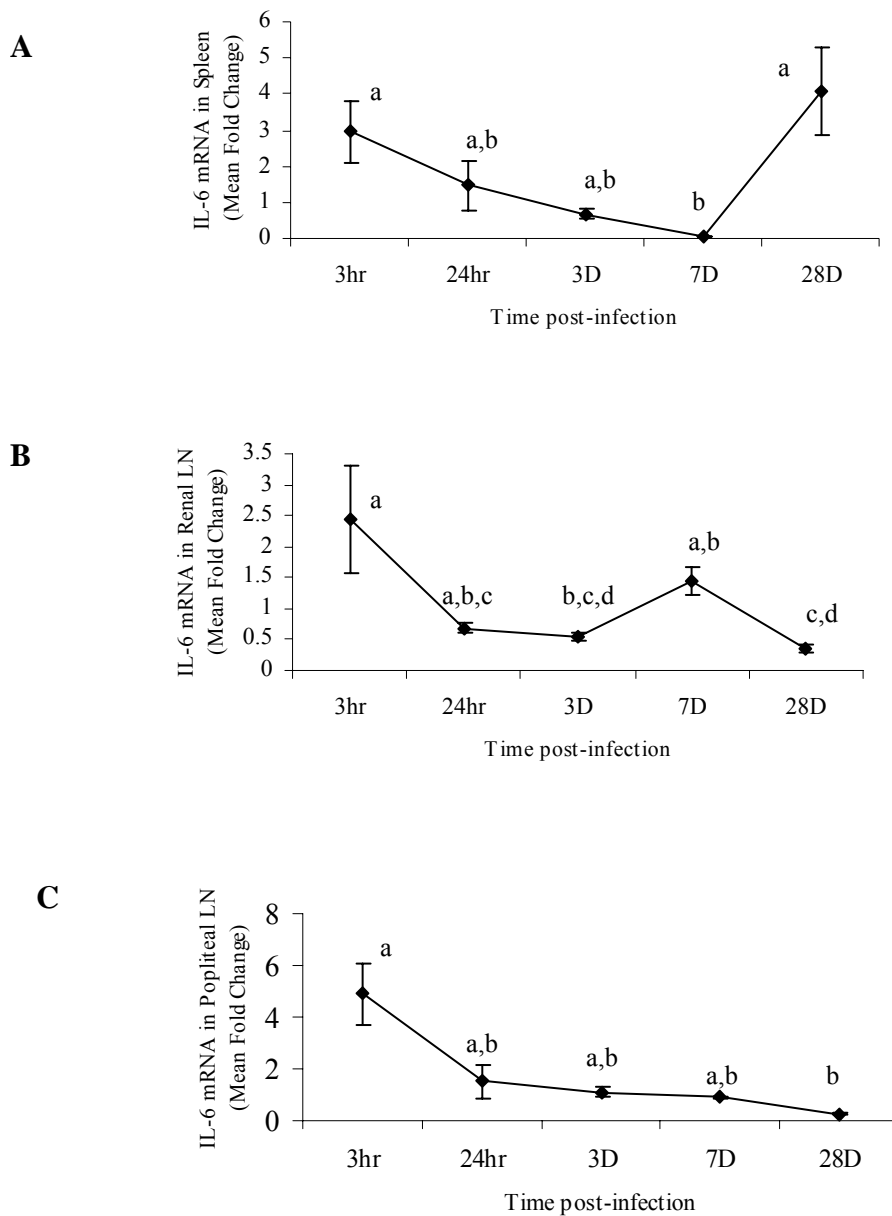 A
IL-6 mRNA in Spleen
(Mean Fold Change)
6
5
4
3
2
1
0
a
a,b
a,b
b
a
3hr 24hr 3D 7D 28D
Time post-infection
B
IL-6 mRNA in Renal LN
(Mean Fold Change)
3.5
3
2.5
2
1.5
1
0.5
0
a
a,b,c
b,c,d
a,b
c,d
3hr 24hr 3D 7D 28D
Time post-infection
C
IL-6 mRNA in Popliteal LN
(Mean Fold Change)
8
6
4
2
0
a
a,b
a,b
a,b
b
3hr 24hr 3D 7D 28D
Time post-infection